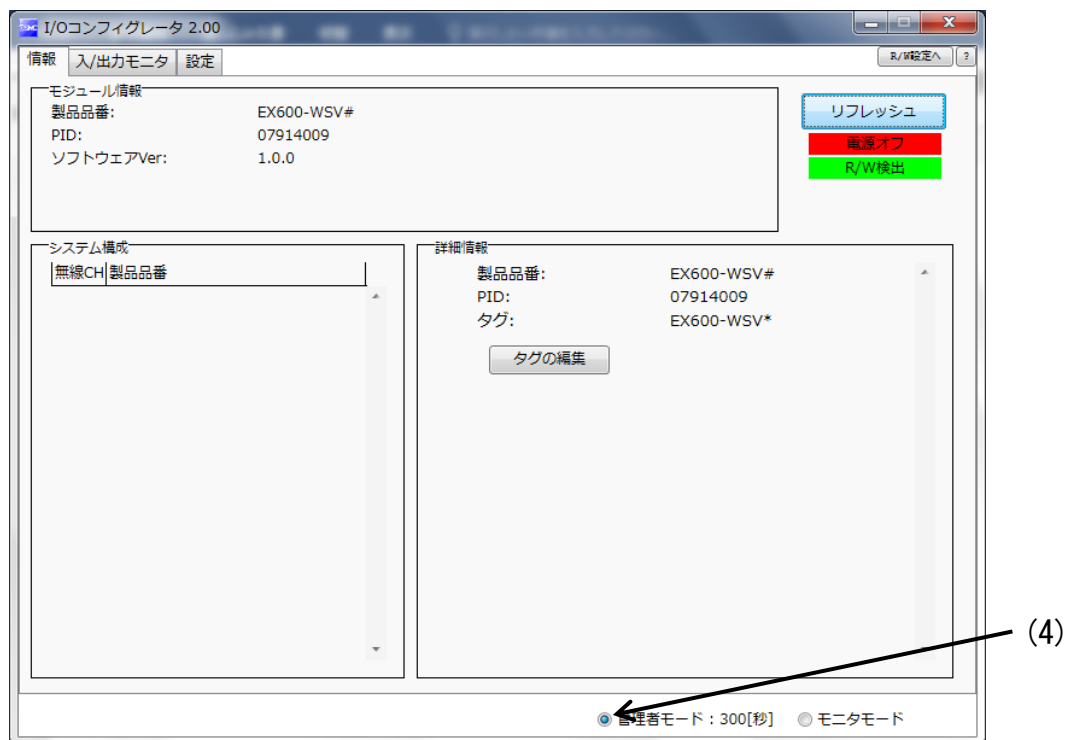 I/Oコンフィグレータ 2.00
情報 入/出力モニタ 設定 R/W設定へ ?
モジュール情報
製品品番: EX600-WSV#
PID: 07914009
ソフトウェアVer: 1.0.0
リフレッシュ
電源オフ
R/W検出
システム構成
無線CH 製品品番
詳細情報
製品品番: EX600-WSV#
PID: 07914009
タグ: EX600-WSV*
タグの編集
(4)
管理者モード : 300[秒] モニタモード